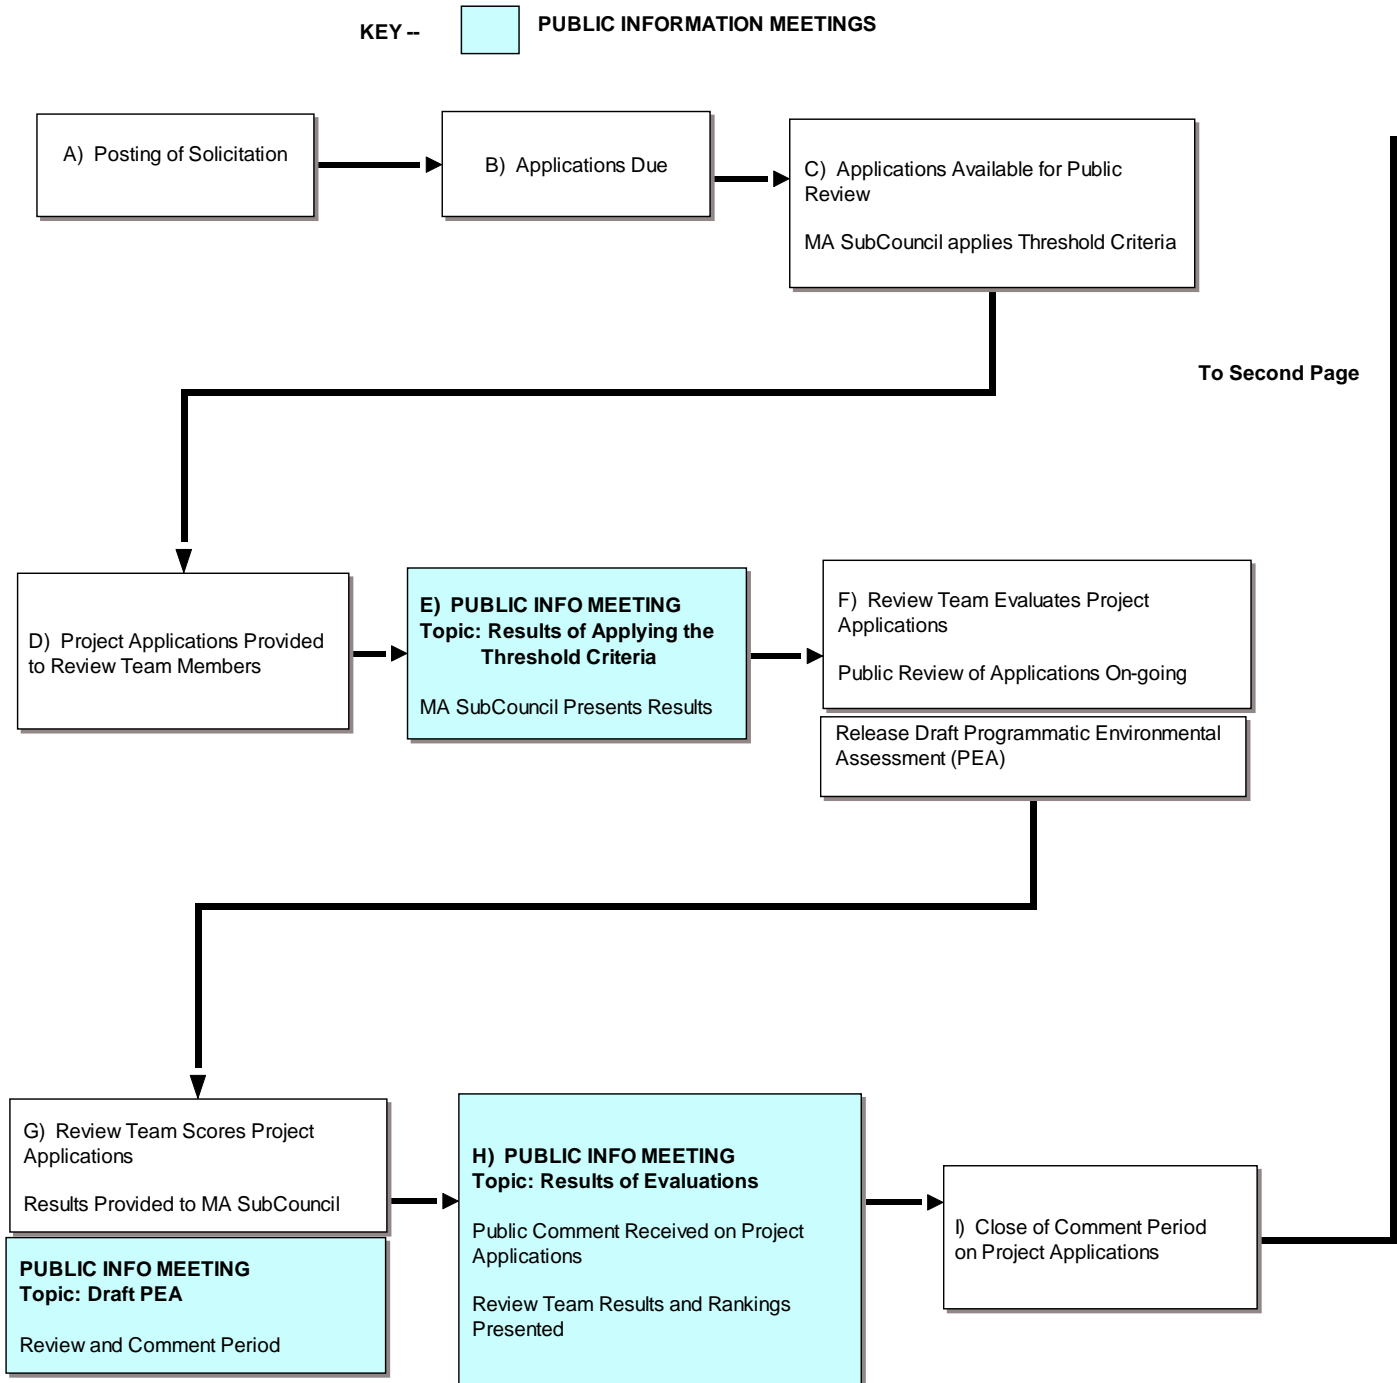 KEY --
PUBLIC INFORMATION MEETINGS
A) Posting of Solicitation
B) Applications Due
C) Applications Available for Public
Review
MA SubCouncil applies Threshold Criteria
To Second Page
D) Project Applications Provided
to Review Team Members
E) PUBLIC INFO MEETING
Topic: Results of Applying the
Threshold Criteria
MA SubCouncil Presents Results
F) Review Team Evaluates Project
Applications
Public Review of Applications On-going
Release Draft Programmatic Environmental
Assessment (PEA)
G) Review Team Scores Project
Applications
Results Provided to MA SubCouncil
PUBLIC INFO MEETING
Topic: Draft PEA
Review and Comment Period
H) PUBLIC INFO MEETING
Topic: Results of Evaluations
Public Comment Received on Project
Applications
Review Team Results and Rankings
Presented
I) Close of Comment Period
on Project Applications